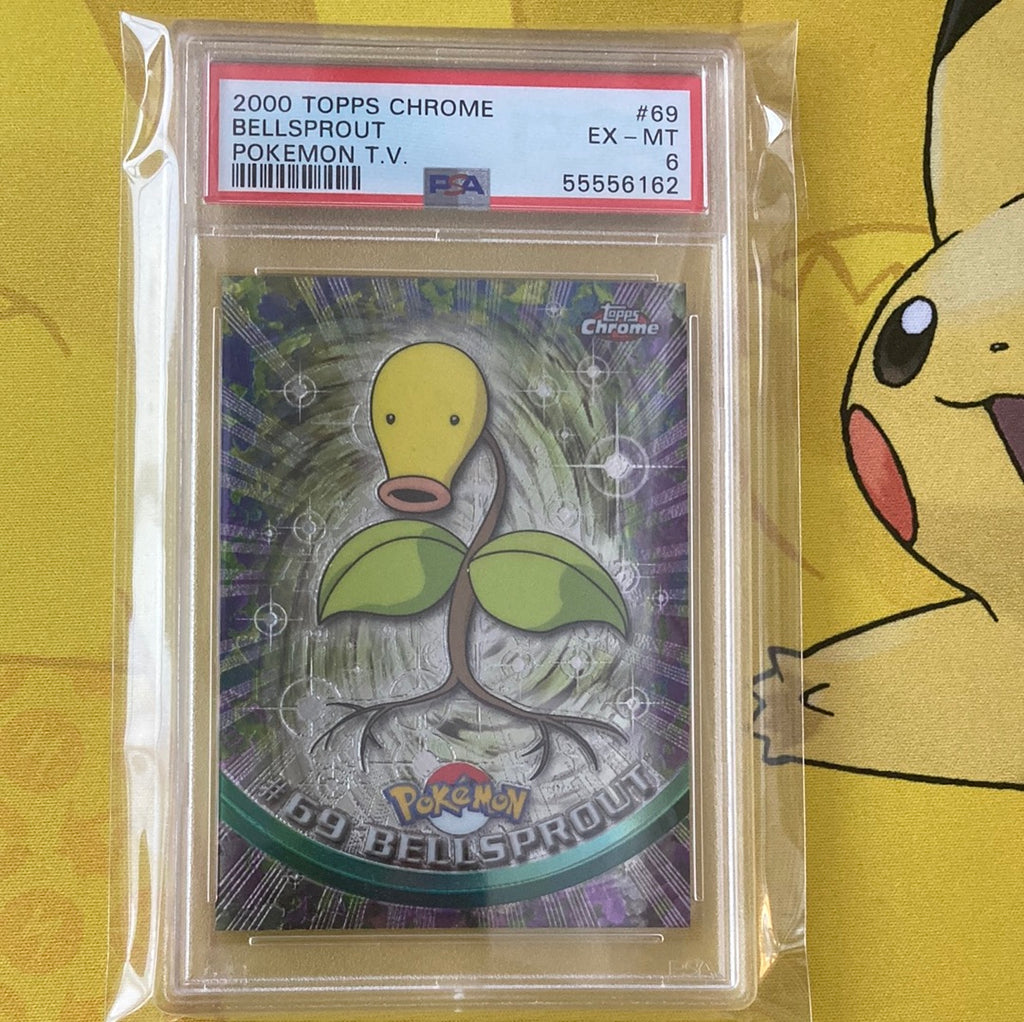 2000 TOPPS CHROME #69
BELLSPROUT EX - MT
POKEMON T.V. 6
PSA 55556162
Topps
Chrome
POKéMON
#69 BELLSPROUT